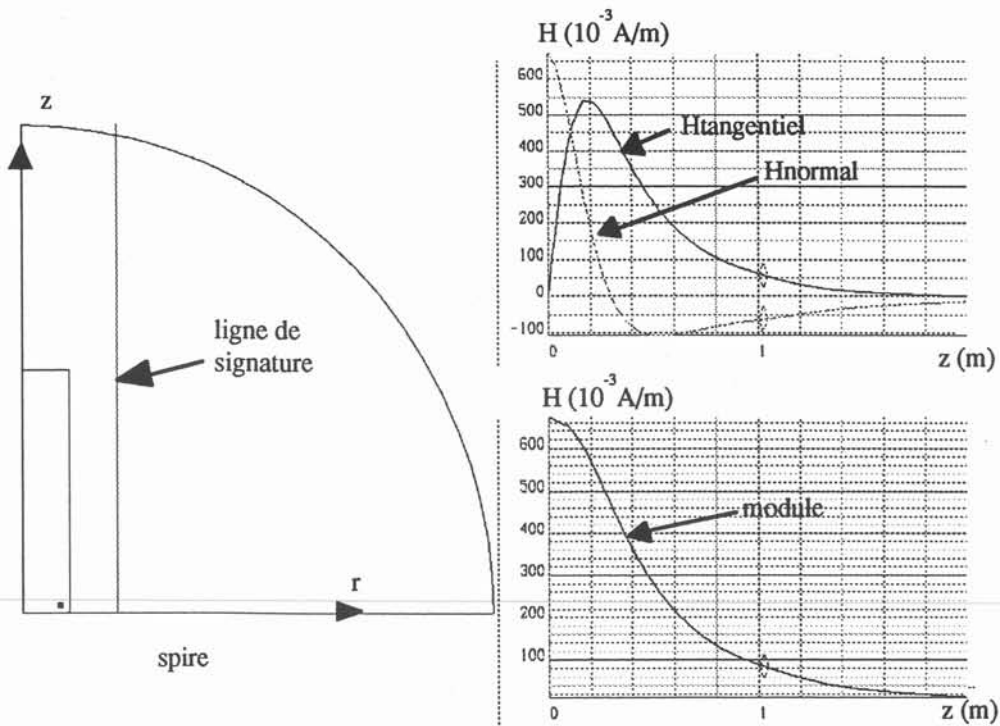 z
ligne de
signature
r
spire
H (10⁻³A/m)
600
500
400
300
200
100
0
-100
0
1
z (m)
Htangentiel
Hnormal
H (10⁻³A/m)
600
500
400
300
200
100
0
1
z (m)
module